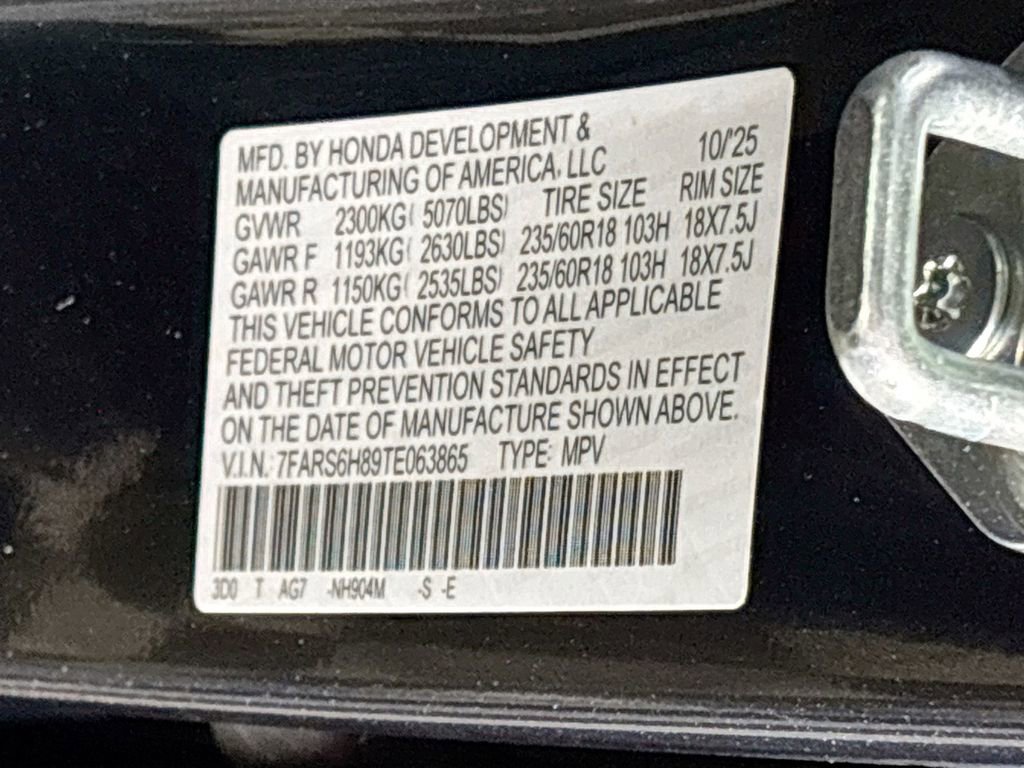 MFD. BY HONDA DEVELOPMENT &
MANUFACTURING OF AMERICA, LLC 10/'25
GVWR 2300KG( 5070LBS) TIRE SIZE RIM SIZE
GAWR F 1193KG( 2630LBS) 235/60R18 103H 18X7.5J
GAWR R 1150KG( 2535LBS) 235/60R18 103H 18X7.5J
THIS VEHICLE CONFORMS TO ALL APPLICABLE
FEDERAL MOTOR VEHICLE SAFETY
AND THEFT PREVENTION STANDARDS IN EFFECT
ON THE DATE OF MANUFACTURE SHOWN ABOVE.
V.I.N. 7FARS6H89TE063865 TYPE: MPV
3D0 T AG7 -NH904M -S -E